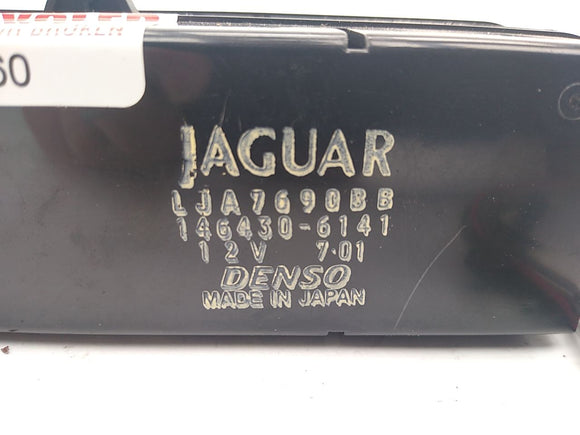 60
JAGUAR
LJA7690BB
146430-6141
12V 7·01
DENSO
MADE IN JAPAN